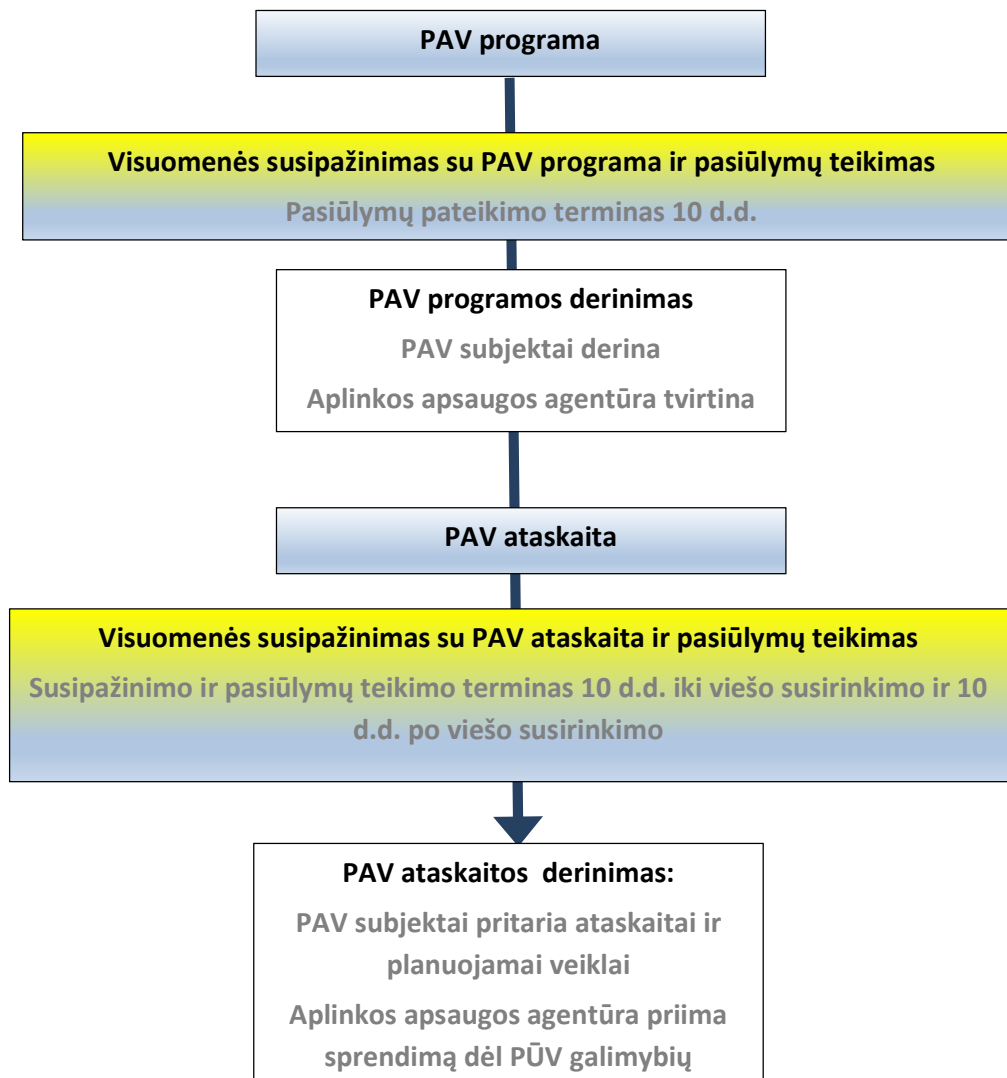 PAV programa
Visuomenės susipažinimas su PAV programa ir pasiūlymų teikimas
Pasiūlymų pateikimo terminas 10 d.d.
PAV programos derinimas
PAV subjektai derina
Aplinkos apsaugos agentūra tvirtina
PAV ataskaita
Visuomenės susipažinimas su PAV ataskaita ir pasiūlymų teikimas
Susipažinimo ir pasiūlymų teikimo terminas 10 d.d. iki viešo susirinkimo ir 10
d.d. po viešo susirinkimo
PAV ataskaitos derinimas:
PAV subjektai pritaria ataskaitai ir
planuojamai veiklai
Aplinkos apsaugos agentūra priima
sprendimą dėl PŪV galimybių